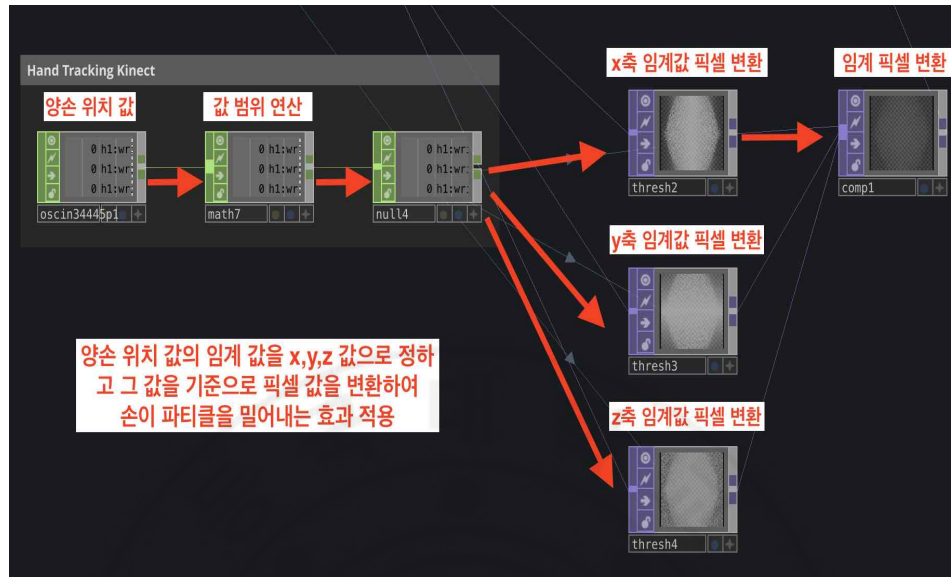 Hand Tracking Kinect
양손 위치 값
값 범위 연산
0 h1:wr:
0 h1:wr:
0 h1:wr:
oscin34445p1
0 h1:wr:
0 h1:wr:
0 h1:wr:
math7
0 h1:wr:
0 h1:wr:
0 h1:wr:
null4
x축 임계값 픽셀 변환
thresh2
임계 픽셀 변환
comp1
y축 임계값 픽셀 변환
thresh3
z축 임계값 픽셀 변환
thresh4
양손 위치 값의 임계 값을 x,y,z 값으로 정하
고 그 값을 기준으로 픽셀 값을 변환하여
손이 파티클을 밀어내는 효과 적용